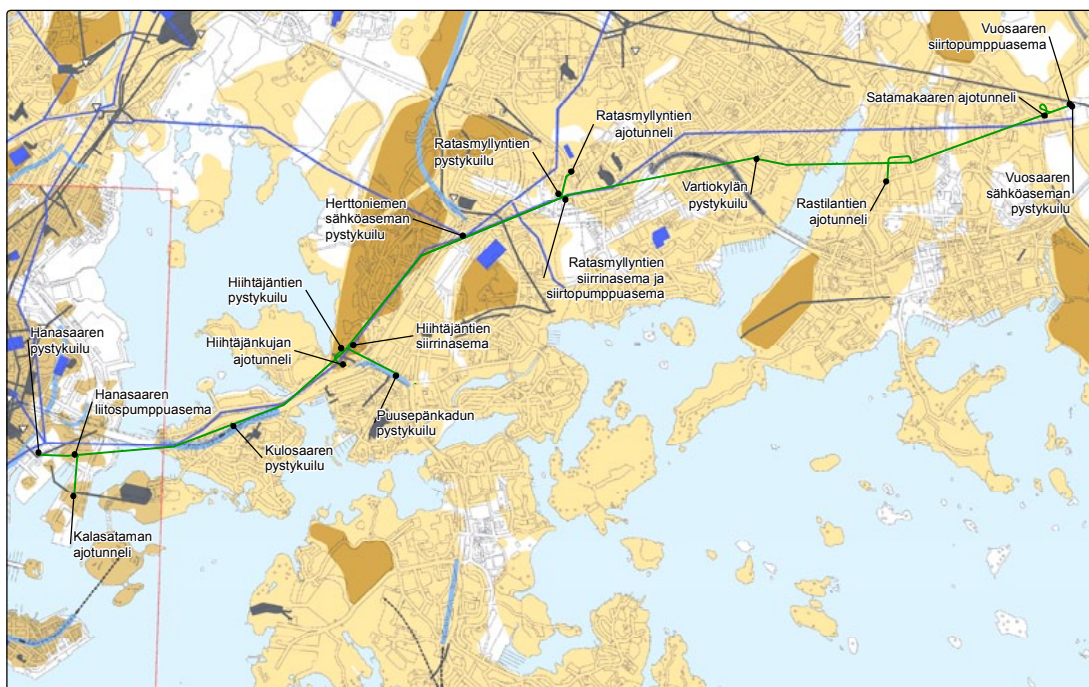 Vuosaaren
siirtopumppuasema
Satamakaaren ajotunneli
Ratasmyllyntien
ajotunneli
Ratasmyllyntien
pystykuilu
Vartiokylän
pystykuilu
Rastilantien
ajotunneli
Vuosaaren
sähköaseman
pystykuilu
Herttoniemen
sähköaseman
pystykuilu
Ratasmyllyntien
siirrinasema ja
siirtopumppuasema
Hiihtäjäntien
pystykuilu
Hiihtäjäntien
siirrinasema
Hanasaaren
pystykuilu
Hiihtäjänkujan
ajotunneli
Hanasaaren
liitospumppuasema
Puusepänkadun
pystykuilu
Kulosaaren
pystykuilu
Kalasataman
ajotunneli